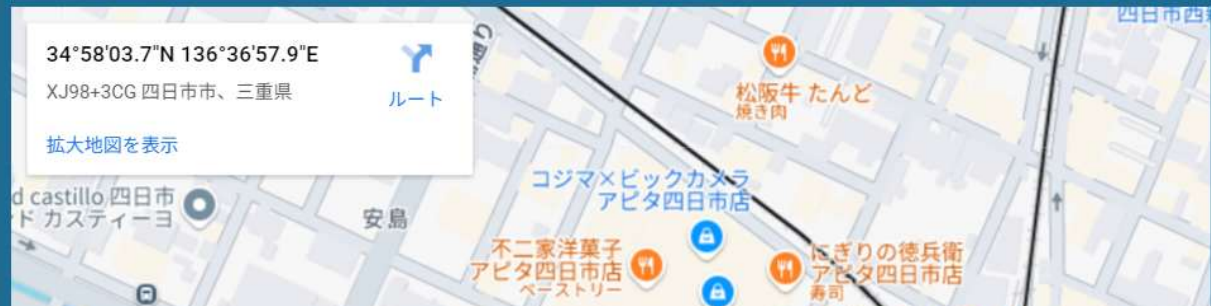 34°58'03.7"N 136°36'57.9"E
XJ98+3CG 四日市市、三重県
ルート
拡大地図を表示
四日市西
松阪牛 たんど
焼き肉
コジマ×ビックカメラ
アピタ四日市店
d castillo 四日市
ド カスティーヨ
安島
不二家洋菓子
アピタ四日市店
ペーストリー
にぎりの徳兵衛
アピタ四日市店
寿司